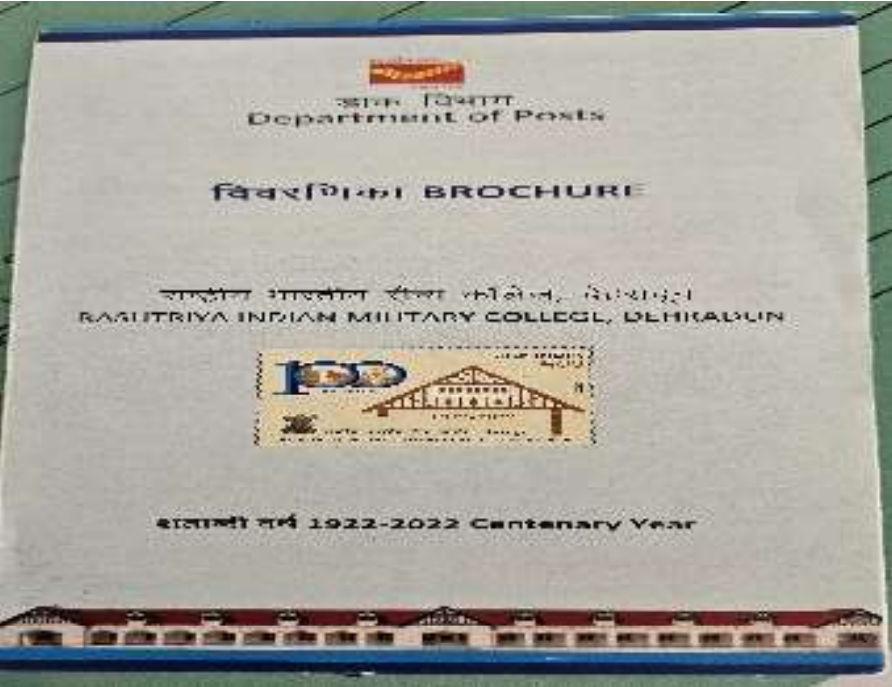 डाक विभाग
Department of Posts
विवरणिका BROCHURE
राष्ट्रीय भारतीय सैन्य कॉलेज, देहरादून
RASHTRIYA INDIAN MILITARY COLLEGE, DEHRADUN
100
शताब्दी वर्ष 1922-2022 Centenary Year